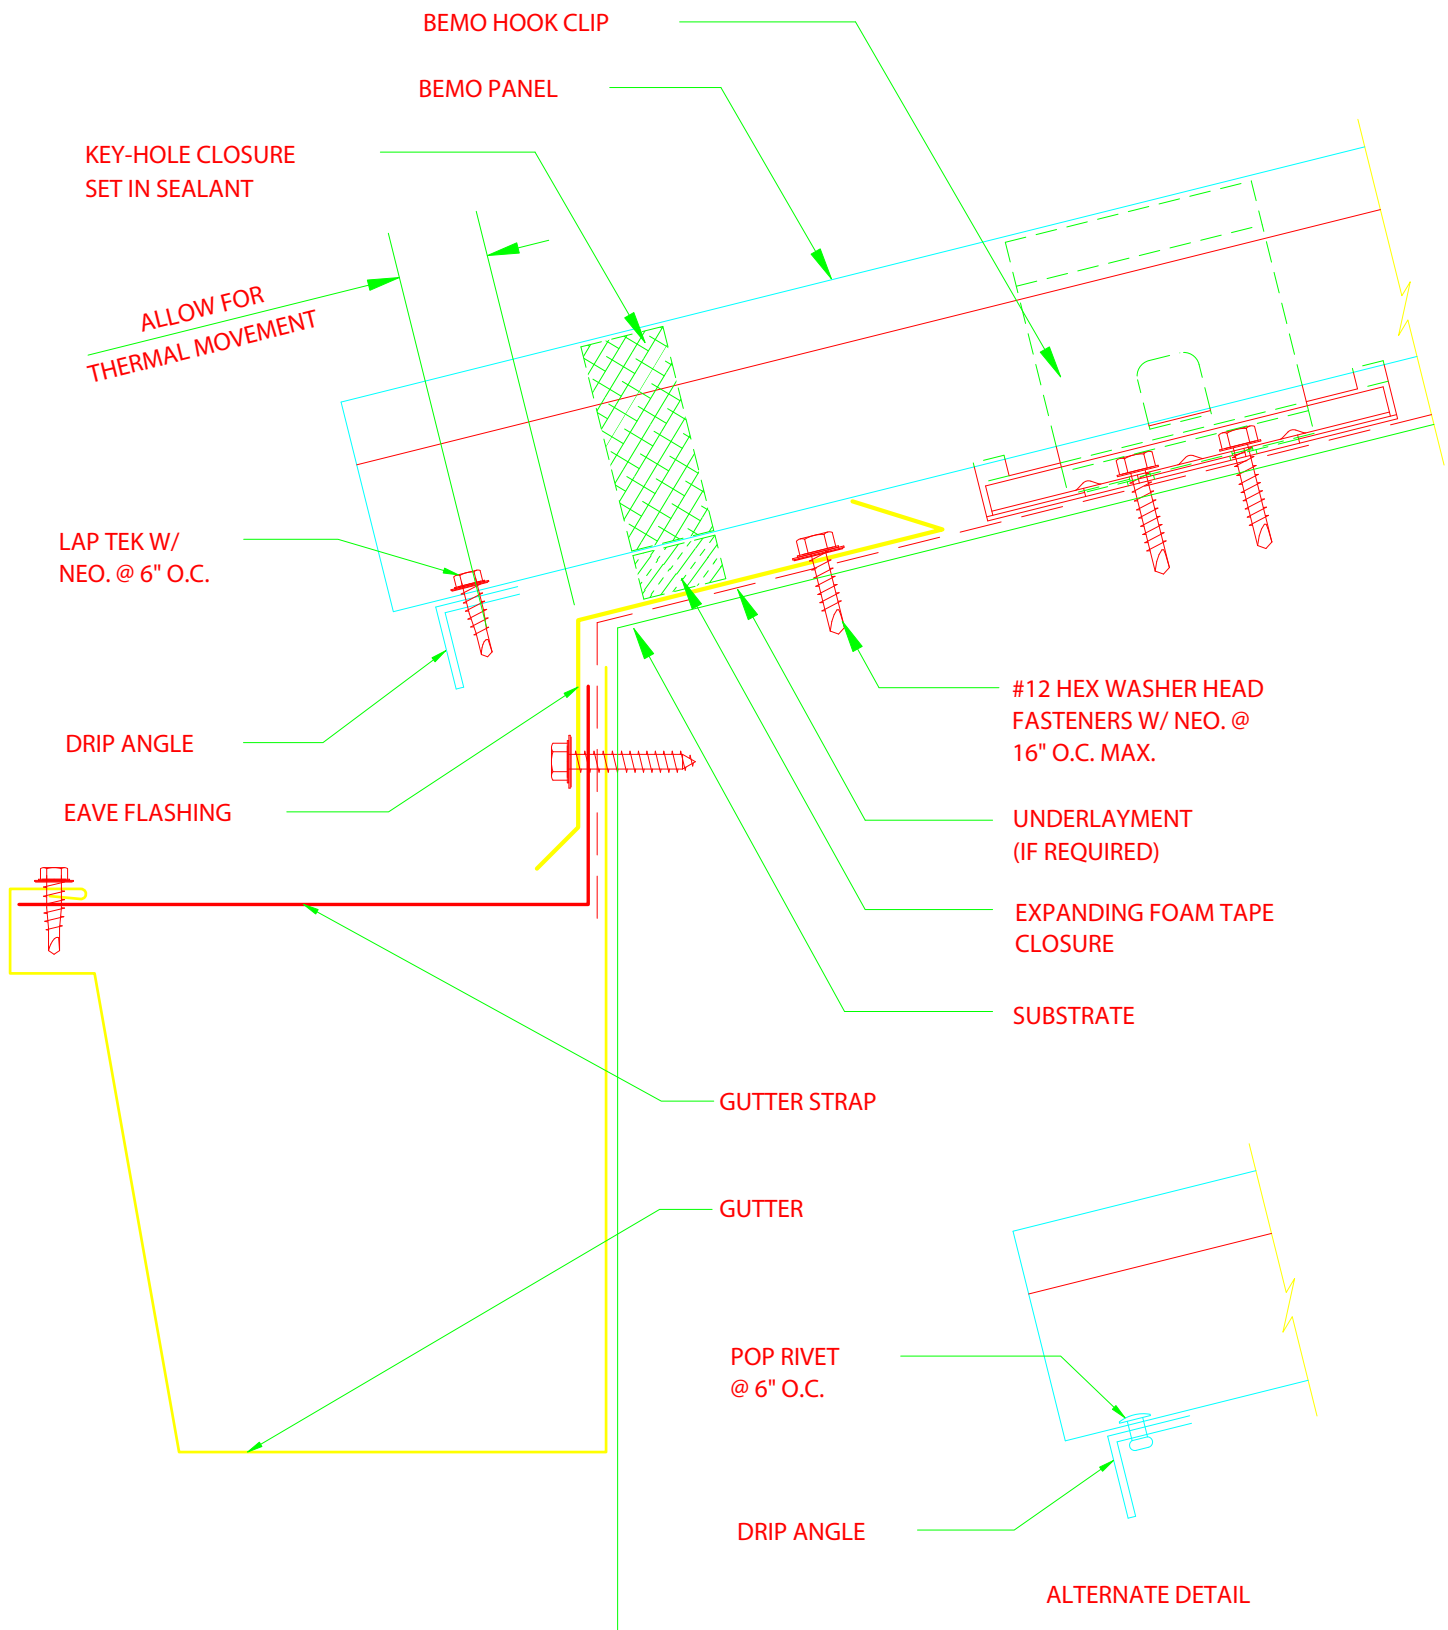 BEMO HOOK CLIP
BEMO PANEL
KEY-HOLE CLOSURE
SET IN SEALANT
ALLOW FOR
THERMAL MOVEMENT
LAP TEK W/
NEO. @ 6" O.C.
DRIP ANGLE
EAVE FLASHING
#12 HEX WASHER HEAD
FASTENERS W/ NEO. @
16" O.C. MAX.
UNDERLAYMENT
(IF REQUIRED)
EXPANDING FOAM TAPE
CLOSURE
SUBSTRATE
GUTTER STRAP
GUTTER
POP RIVET
@ 6" O.C.
DRIP ANGLE
ALTERNATE DETAIL